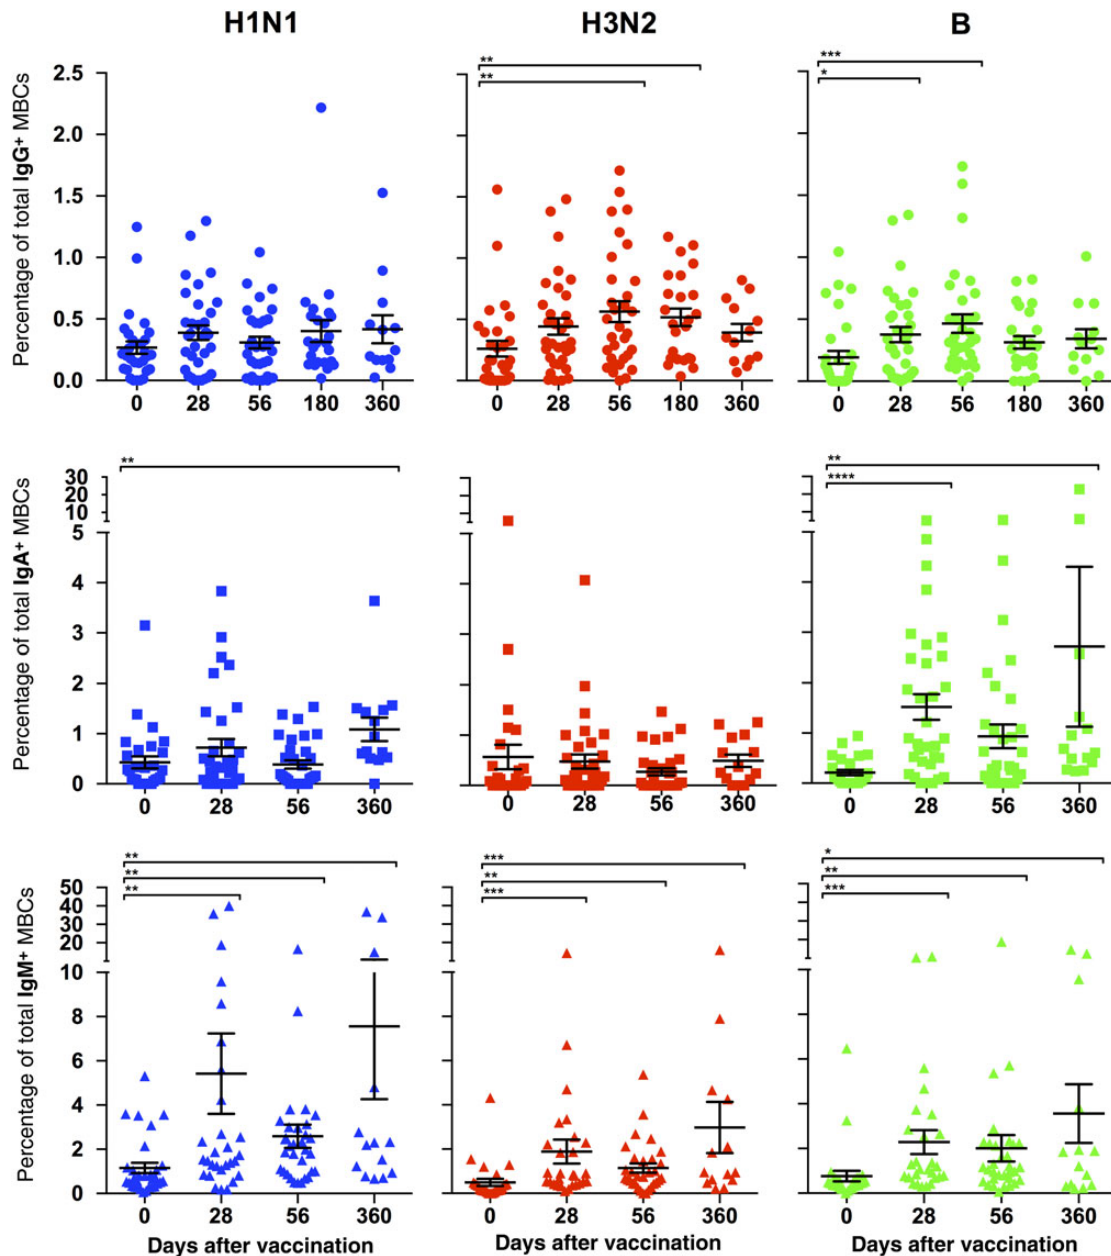 H1N1 H3N2 B
Percentage of total IgG⁺ MBCs
2.5
2.0
1.5
1.0
0.5
0.0
0 28 56 180 360
**
**
0 28 56 180 360
***
*
0 28 56 180 360
Percentage of total IgA⁺ MBCs
**
30
20
10
5
4
3
2
1
0
0 28 56 360
0 28 56 360
**
****
0 28 56 360
Percentage of total IgM⁺ MBCs
**
**
**
50
40
30
20
10
8
6
4
2
0
0 28 56 360
Days after vaccination
***
**
***
0 28 56 360
Days after vaccination
*
**
***
0 28 56 360
Days after vaccination